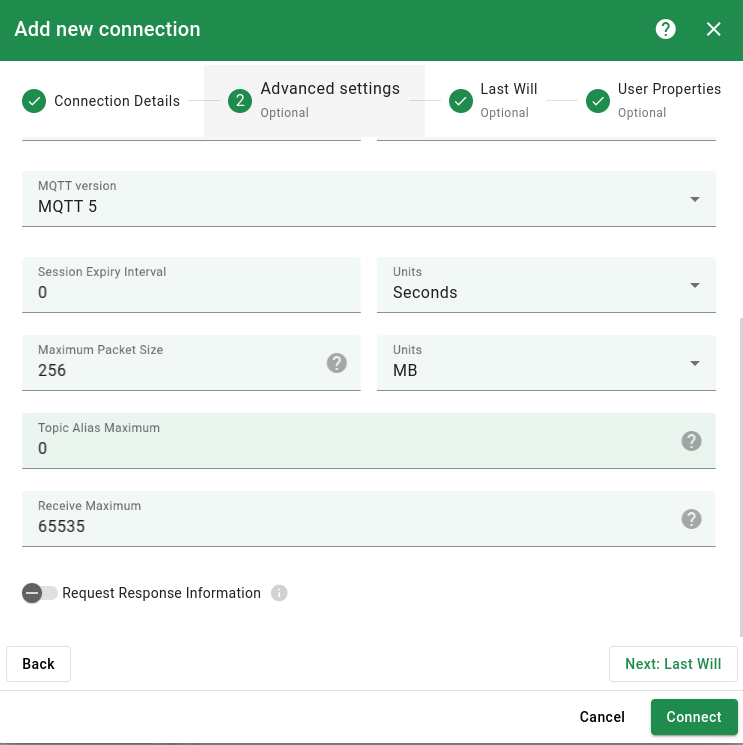 Add new connection
Connection Details
2
Advanced settings
Optional
Last Will
Optional
User Properties
Optional
MQTT version
MQTT 5
Session Expiry Interval
0
Units
Seconds
Maximum Packet Size
256
Units
MB
Topic Alias Maximum
0
Receive Maximum
65535
Request Response Information
Back
Next: Last Will
Cancel
Connect